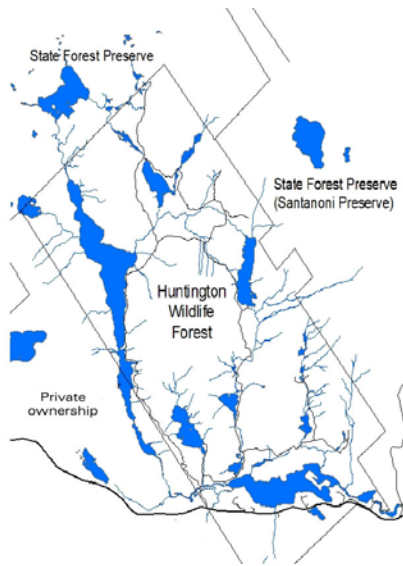 State Forest Preserve
State Forest Preserve
(Santanoni Preserve)
Huntington
Wildlife
Forest
Private
ownership